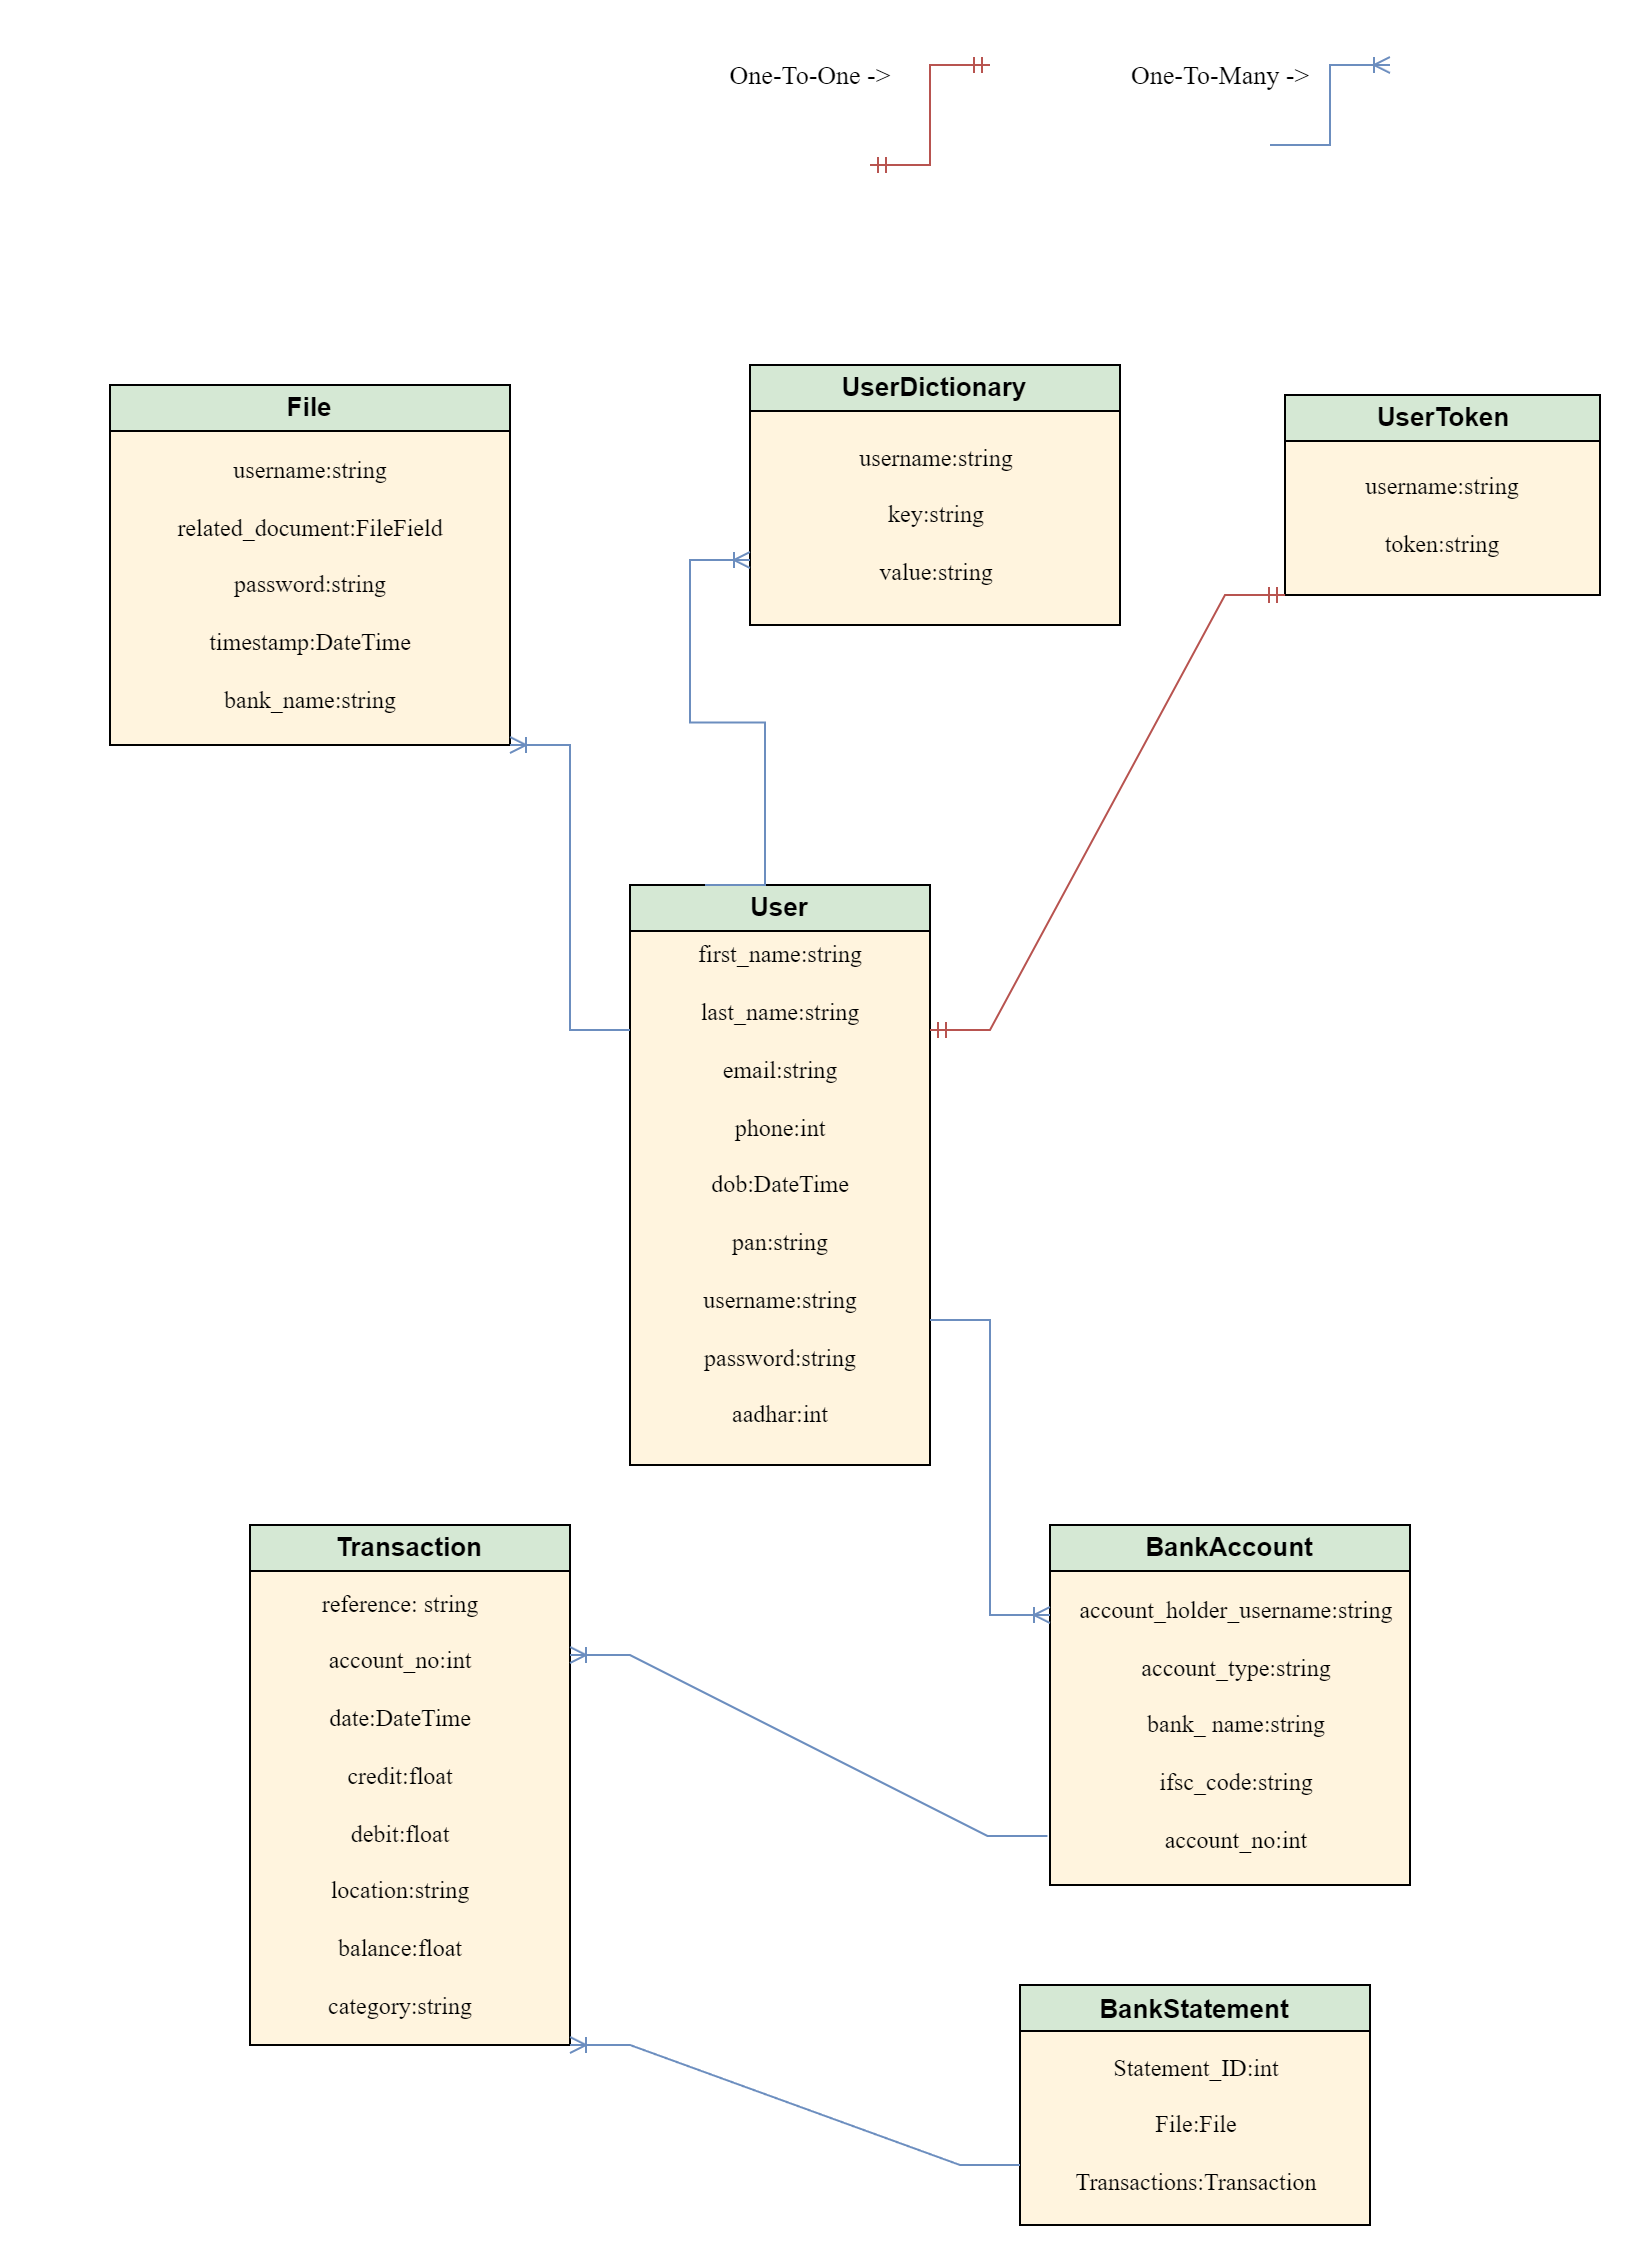 One-To-One ->
One-To-Many ->
File
username:string
related_document:FileField
password:string
timestamp:DateTime
bank_name:string
UserDictionary
username:string
key:string
value:string
UserToken
username:string
token:string
User
first_name:string
last_name:string
email:string
phone:int
dob:DateTime
pan:string
username:string
password:string
aadhar:int
Transaction
reference: string
account_no:int
date:DateTime
credit:float
debit:float
location:string
balance:float
category:string
BankAccount
account_holder_username:string
account_type:string
bank_ name:string
ifsc_code:string
account_no:int
BankStatement
Statement_ID:int
File:File
Transactions:Transaction